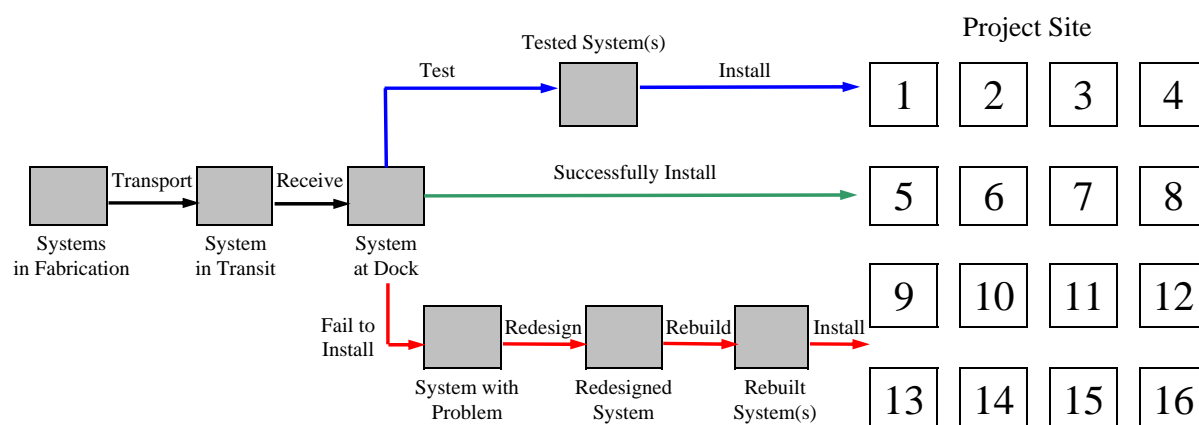 Project Site
Tested System(s)
Test
Install
1 2 3 4
Transport
Receive
Successfully Install
5 6 7 8
Systems
in Fabrication
System
in Transit
System
at Dock
9 10 11 12
Fail to
Install
Redesign
Rebuild
Install
System with
Problem
Redesigned
System
Rebuilt
System(s)
13 14 15 16